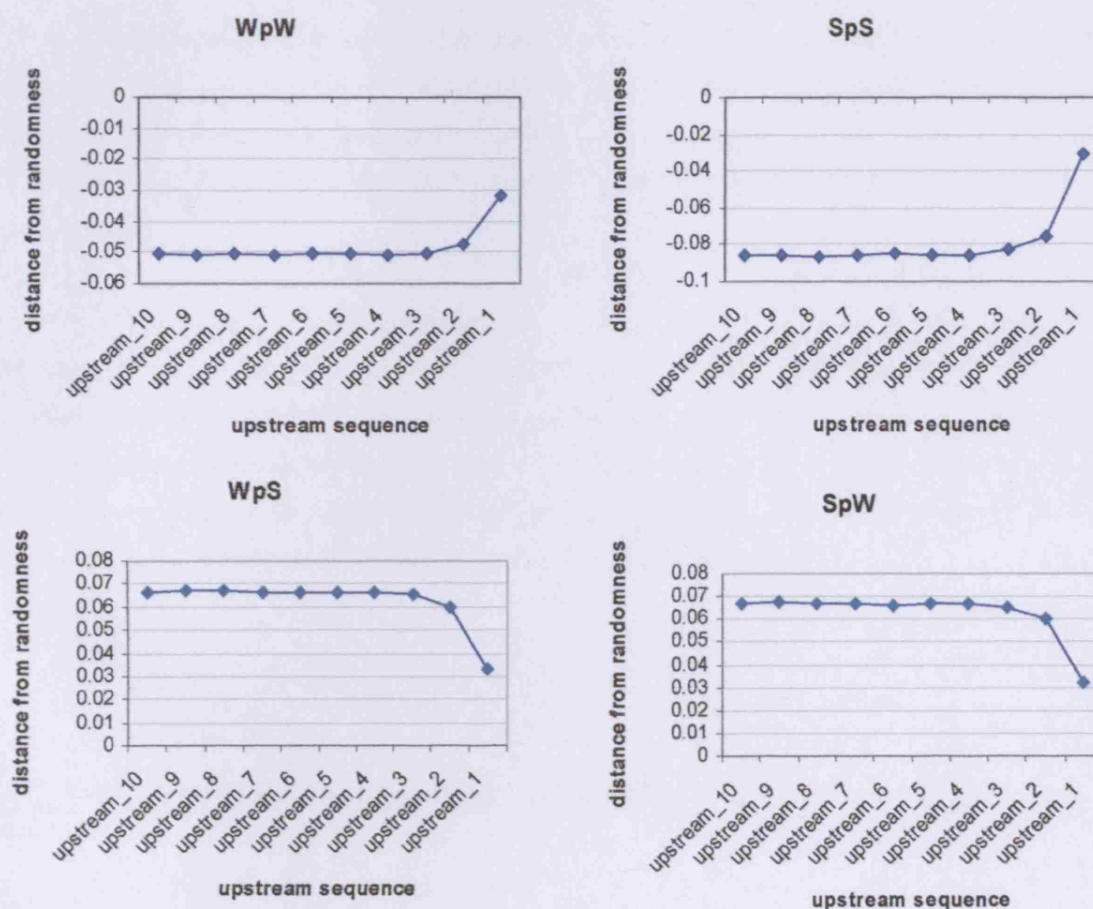 WpW
distance from randomness
0
-0.01
-0.02
-0.03
-0.04
-0.05
-0.06
upstream_10
upstream_9
upstream_8
upstream_7
upstream_6
upstream_5
upstream_4
upstream_3
upstream_2
upstream_1
upstream sequence
SpS
distance from randomness
0
-0.02
-0.04
-0.06
-0.08
-0.1
upstream_10
upstream_9
upstream_8
upstream_7
upstream_6
upstream_5
upstream_4
upstream_3
upstream_2
upstream_1
upstream sequence
WpS
distance from randomness
0.08
0.07
0.06
0.05
0.04
0.03
0.02
0.01
0
upstream_10
upstream_9
upstream_8
upstream_7
upstream_6
upstream_5
upstream_4
upstream_3
upstream_2
upstream_1
upstream sequence
SpW
distance from randomness
0.08
0.07
0.06
0.05
0.04
0.03
0.02
0.01
0
upstream_10
upstream_9
upstream_8
upstream_7
upstream_6
upstream_5
upstream_4
upstream_3
upstream_2
upstream_1
upstream sequence